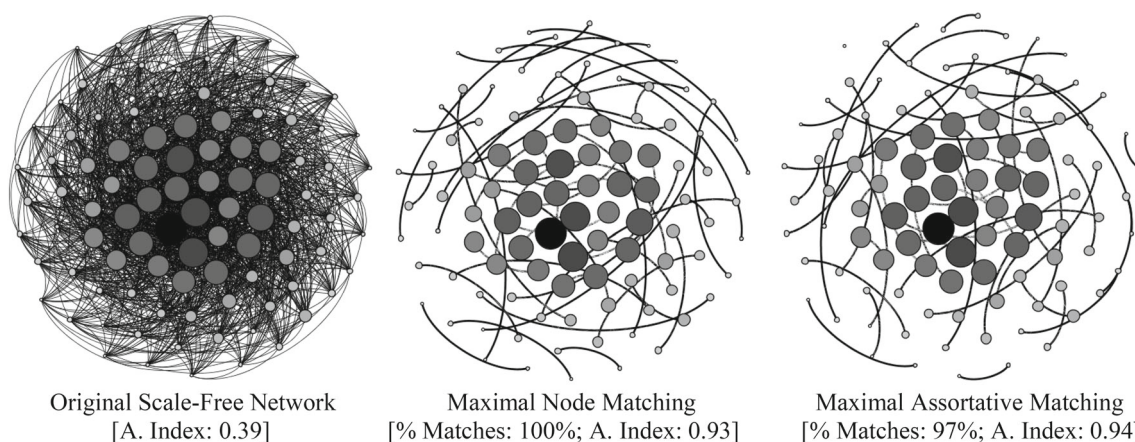 Original Scale-Free Network
[A. Index: 0.39]
Maximal Node Matching
[% Matches: 100%; A. Index: 0.93]
Maximal Assortative Matching
[% Matches: 97%; A. Index: 0.94]